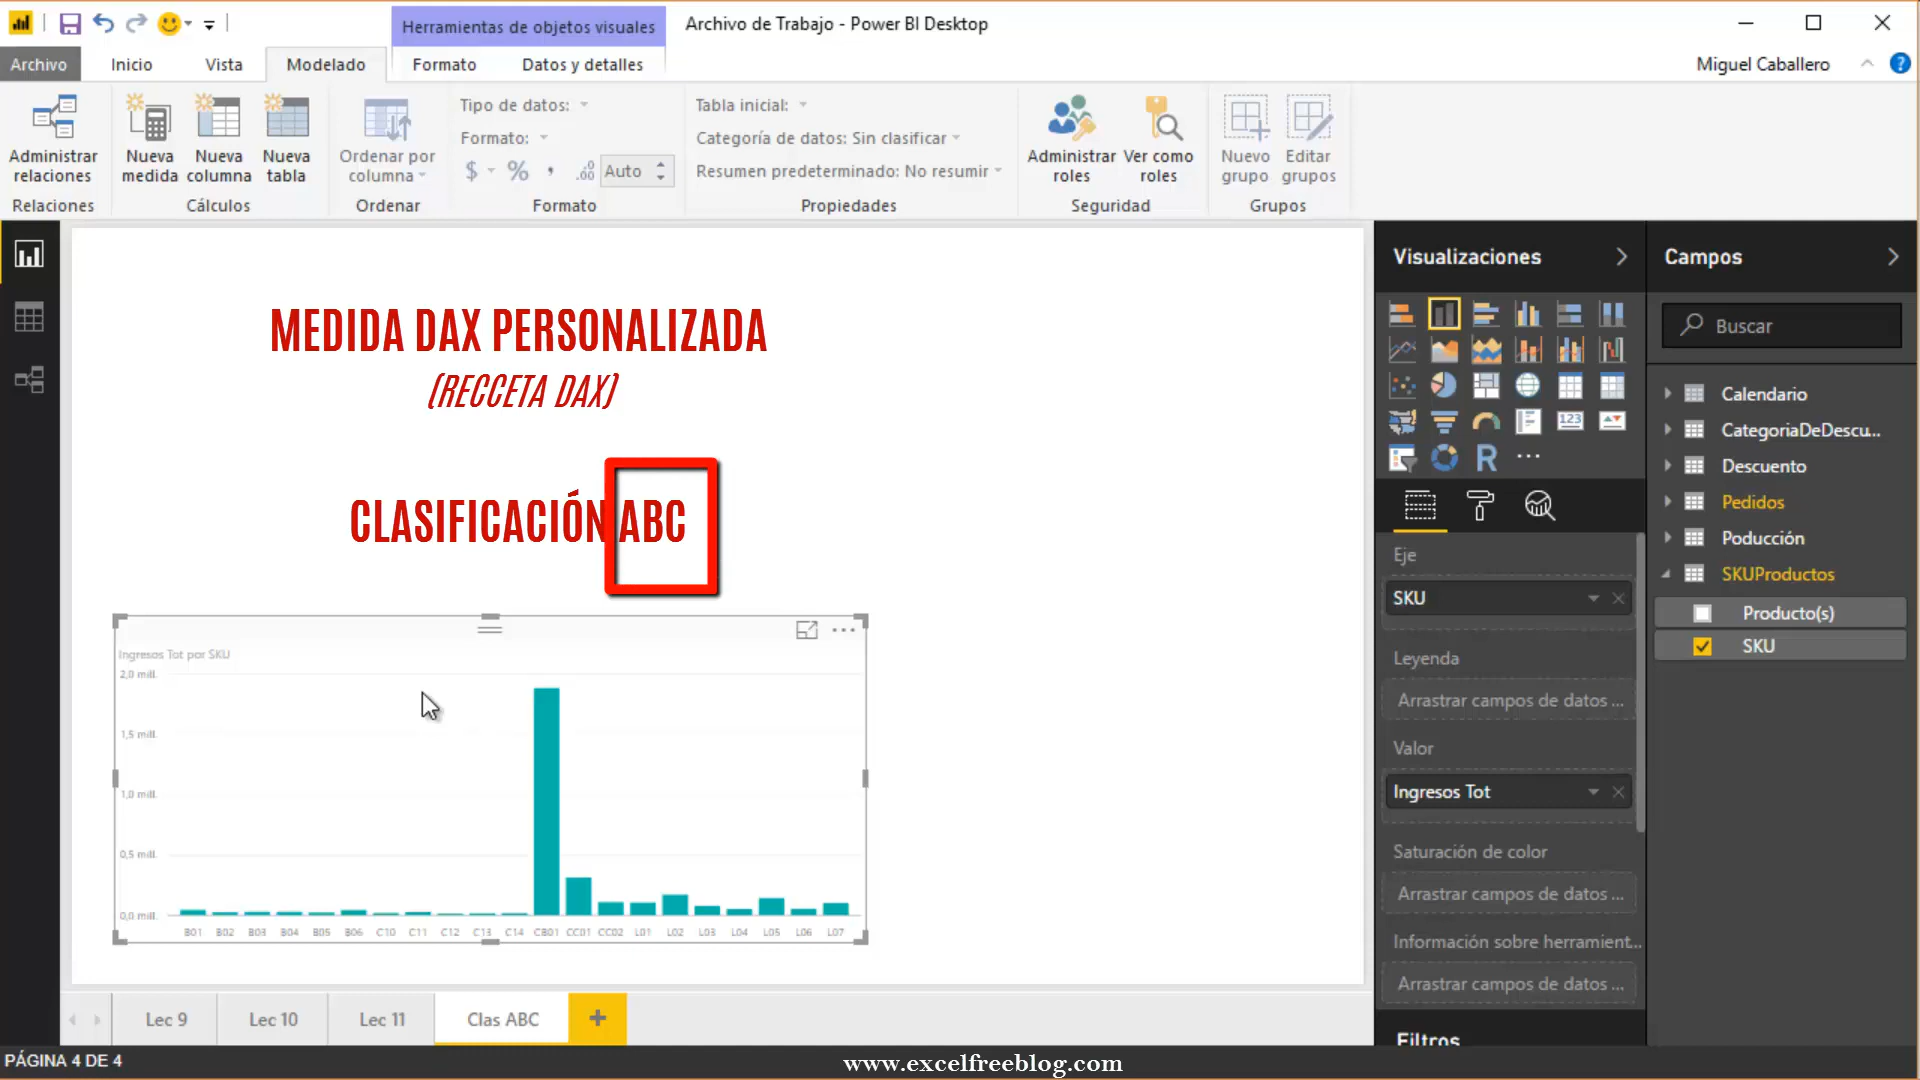 Herramientas de objetos visuales
Archivo de Trabajo - Power BI Desktop
Archivo
Inicio
Vista
Modelado
Formato
Datos y detalles
Miguel Caballero
?
Administrar relaciones
Nueva medida
Nueva columna
Nueva tabla
Ordenar por columna
Tipo de datos:
Formato:
$ % , .00 Auto
Tabla inicial:
Categoría de datos: Sin clasificar
Resumen predeterminado: No resumir
Administrar roles
Ver como roles
Nuevo grupo
Editar grupos
Relaciones
Cálculos
Ordenar
Formato
Propiedades
Seguridad
Grupos
MEDIDA DAX PERSONALIZADA
(RECCETA DAX)
CLASIFICACIÓN ABC
Ingresos Tot por SKU
2,0 mill.
1,5 mill.
1,0 mill.
0,5 mill.
0,0 mill.
B01 B02 B03 B04 B05 B06 C10 C11 C12 C13 C14 CB01 CC01 CC02 L01 L02 L03 L04 L05 L06 L07
Visualizaciones
123
R
Eje
SKU
Leyenda
Arrastrar campos de datos ...
Valor
Ingresos Tot
Saturación de color
Arrastrar campos de datos ...
Información sobre herramient...
Arrastrar campos de datos ...
Filtros
Campos
Buscar
Calendario
CategoriaDeDescu...
Descuento
Pedidos
Poducción
SKUProductos
Producto(s)
SKU
Lec 9
Lec 10
Lec 11
Clas ABC
+
PÁGINA 4 DE 4
www.excelfreeblog.com